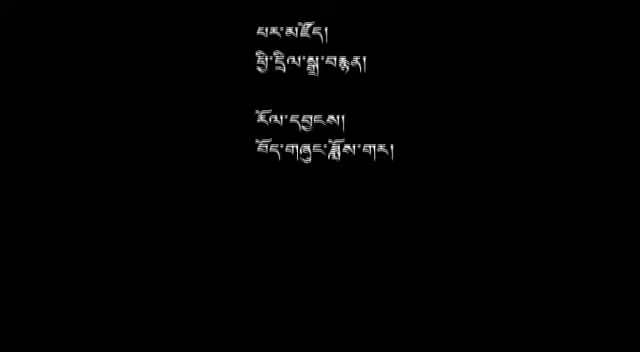 པར་མཛོད།
ཕྱི་དྲིལ་སྒྲ་བརྙན།
རོལ་དབྱངས།
བོད་གཞུང་ཟློས་གར།